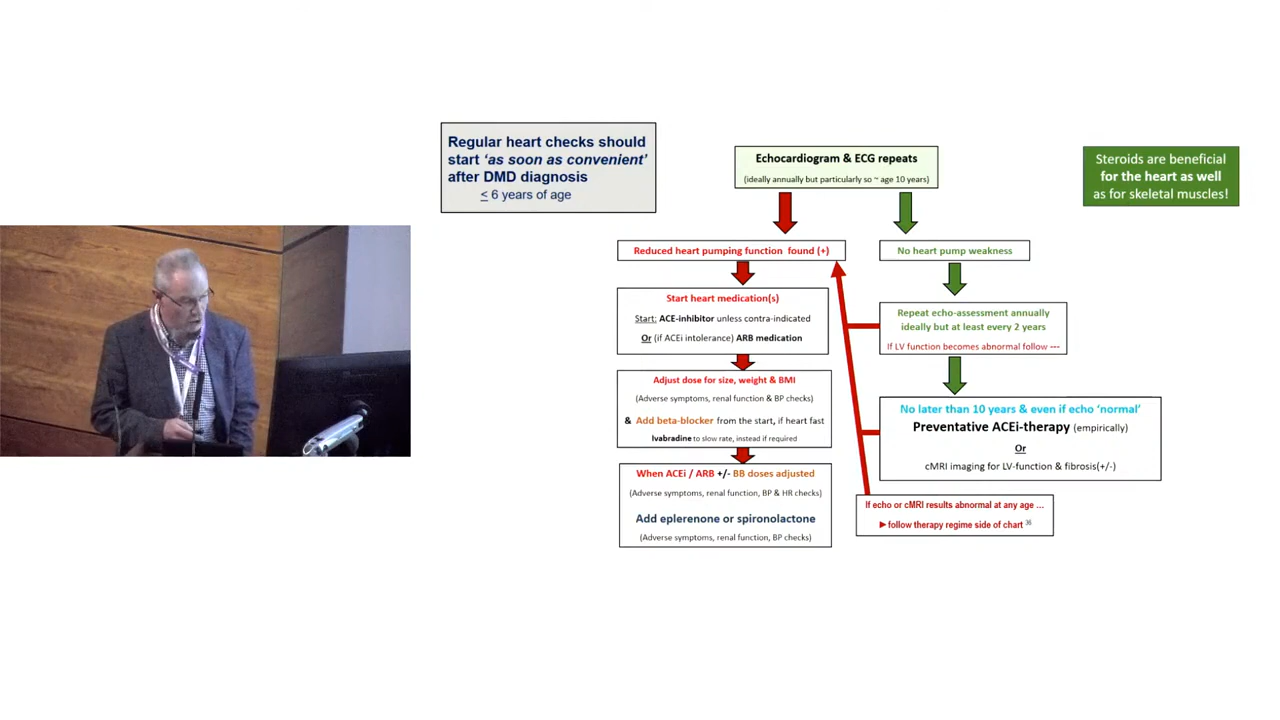 Regular heart checks should
start ‘as soon as convenient’
after DMD diagnosis
≤ 6 years of age
Echocardiogram & ECG repeats
(ideally annually but particularly so ~ age 10 years)
Steroids are beneficial
for the heart as well
as for skeletal muscles!
Reduced heart pumping function found (+)
Start heart medication(s)
Start: ACE-inhibitor unless contra-indicated
Or (if ACEi intolerance) ARB medication
Adjust dose for size, weight & BMI
(Adverse symptoms, renal function & BP checks)
& Add beta-blocker from the start, if heart fast
Ivabradine to slow rate, instead if required
When ACEi / ARB +/- BB doses adjusted
(Adverse symptoms, renal function, BP & HR checks)
Add eplerenone or spironolactone
(Adverse symptoms, renal function, BP checks)
No heart pump weakness
Repeat echo-assessment annually
ideally but at least every 2 years
If LV function becomes abnormal follow ---
No later than 10 years & even if echo ‘normal’
Preventative ACEi-therapy (empirically)
Or
cMRI imaging for LV-function & fibrosis(+/-)
If echo or cMRI results abnormal at any age ...
►follow therapy regime side of chart 36